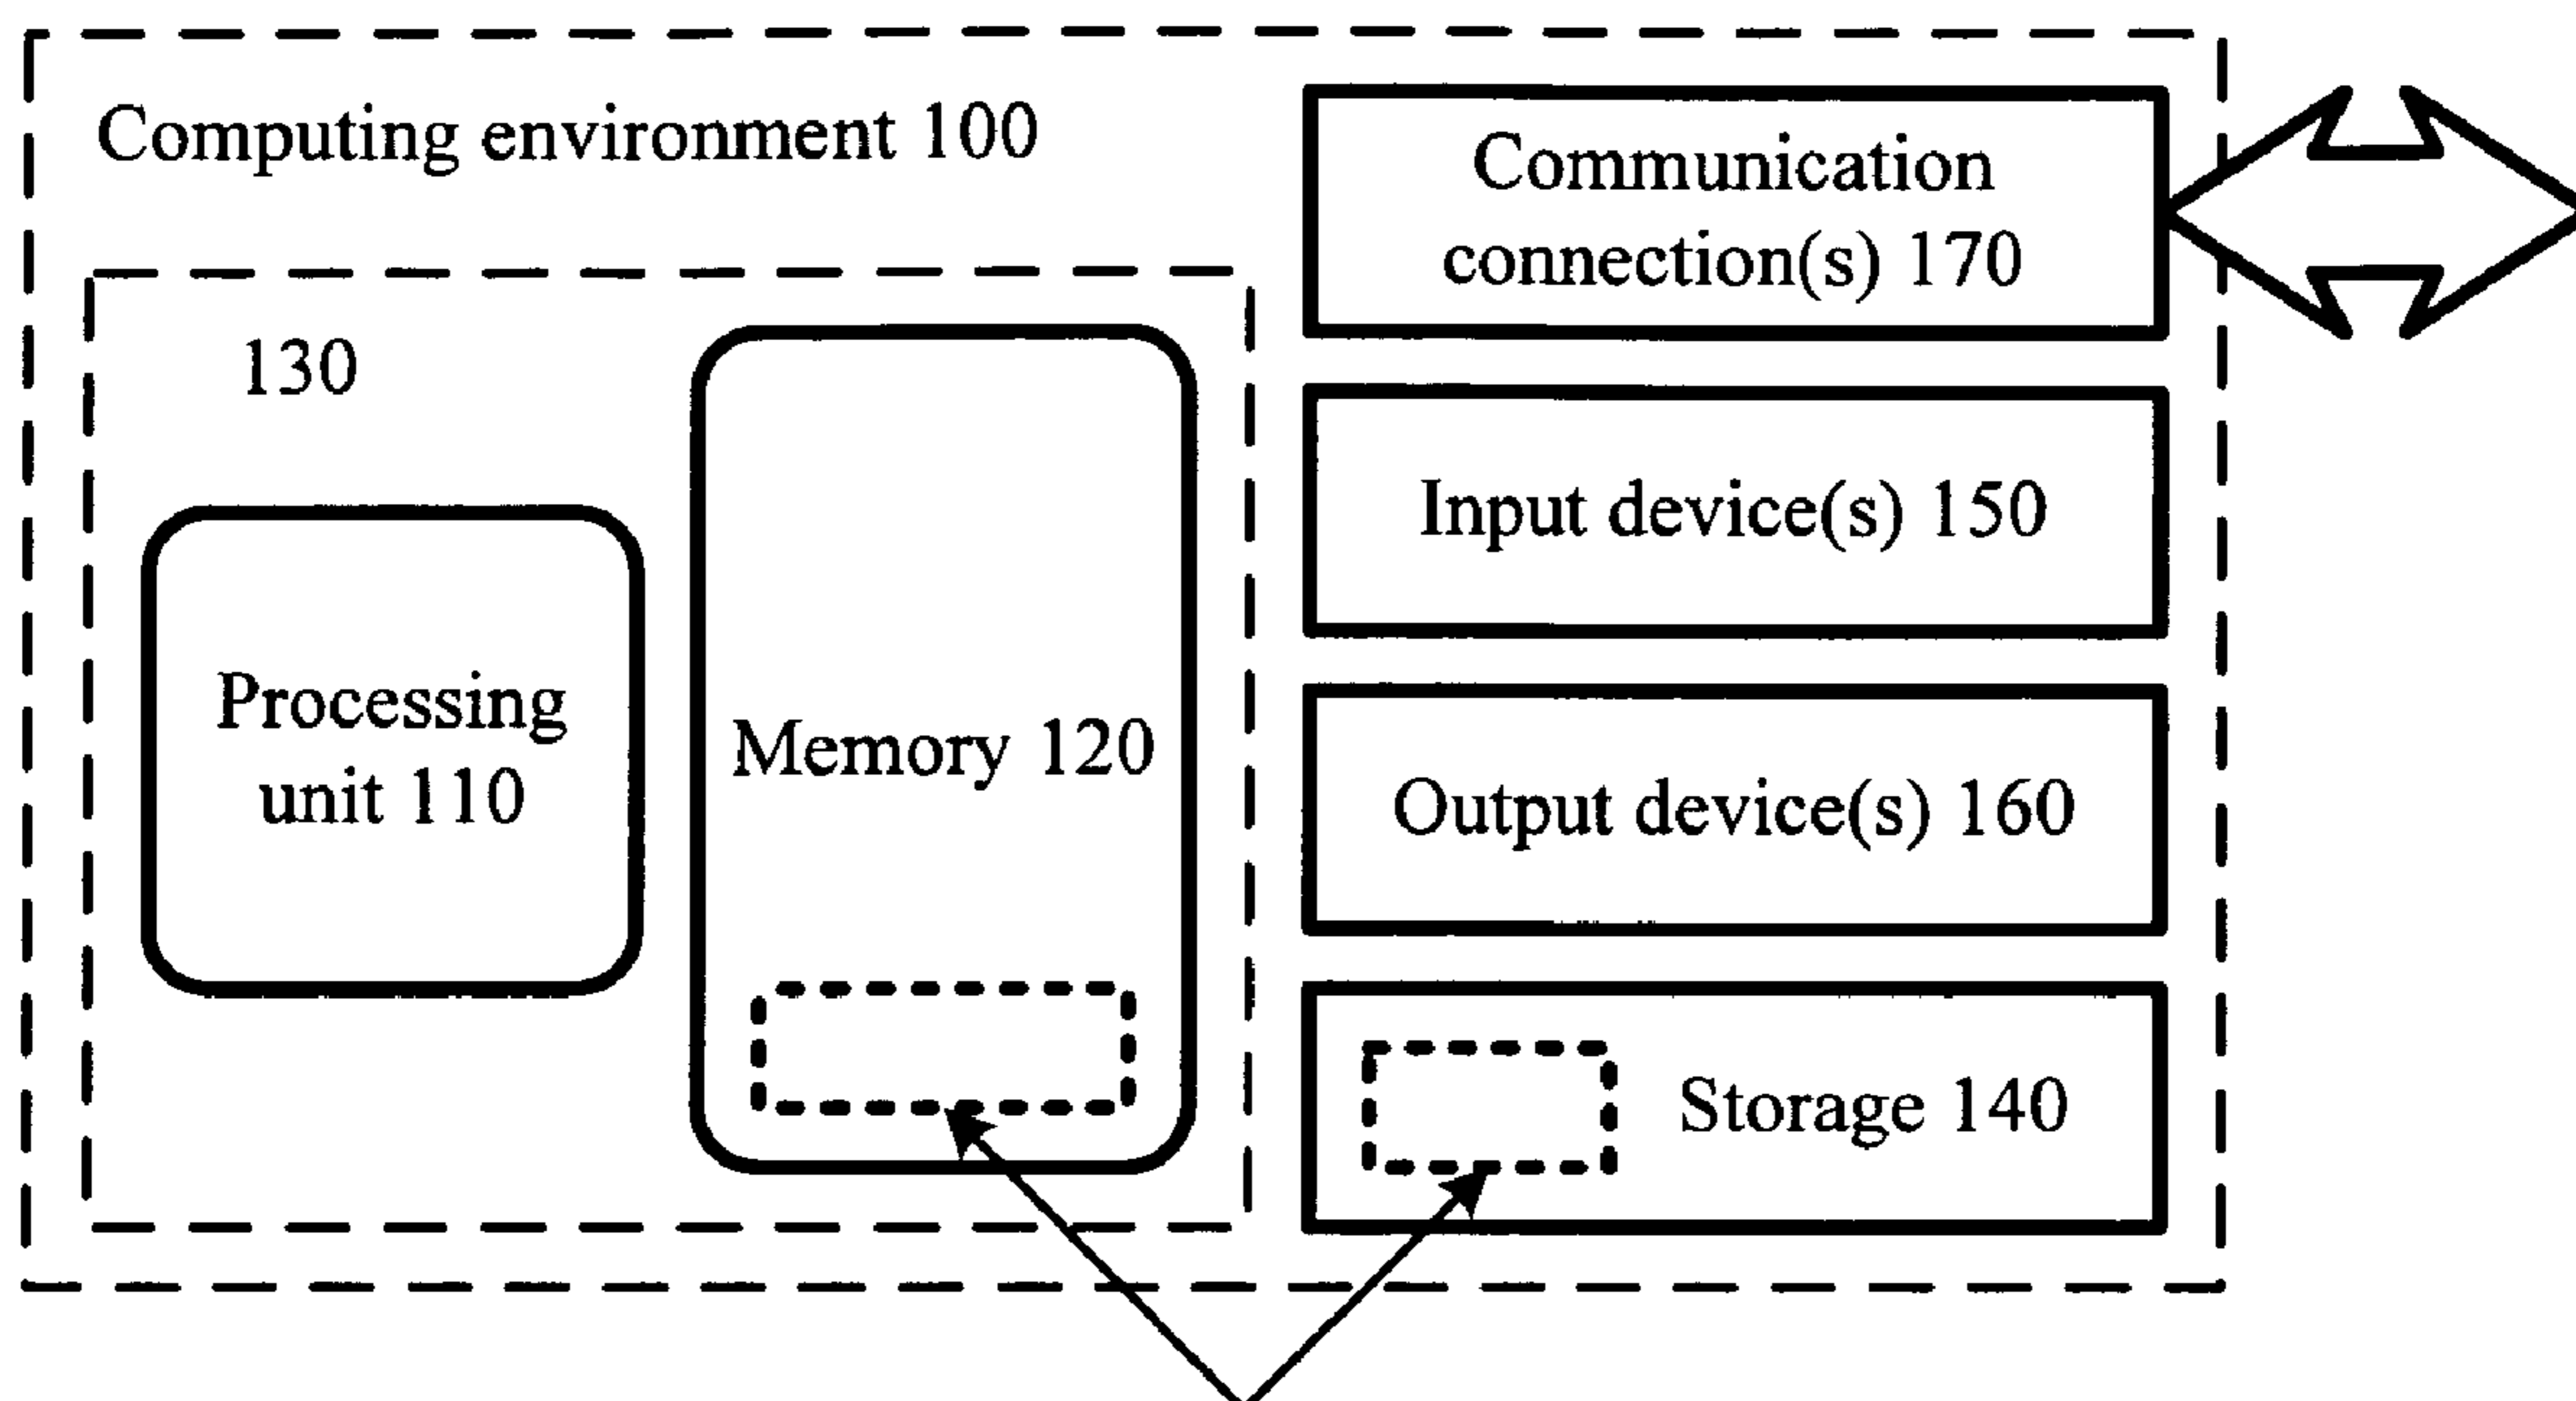 Computing environment 100
Communication
connection(s) 170
130
Input device(s) 150
Processing
unit 110
Memory 120
Output device(s) 160
Storage 140